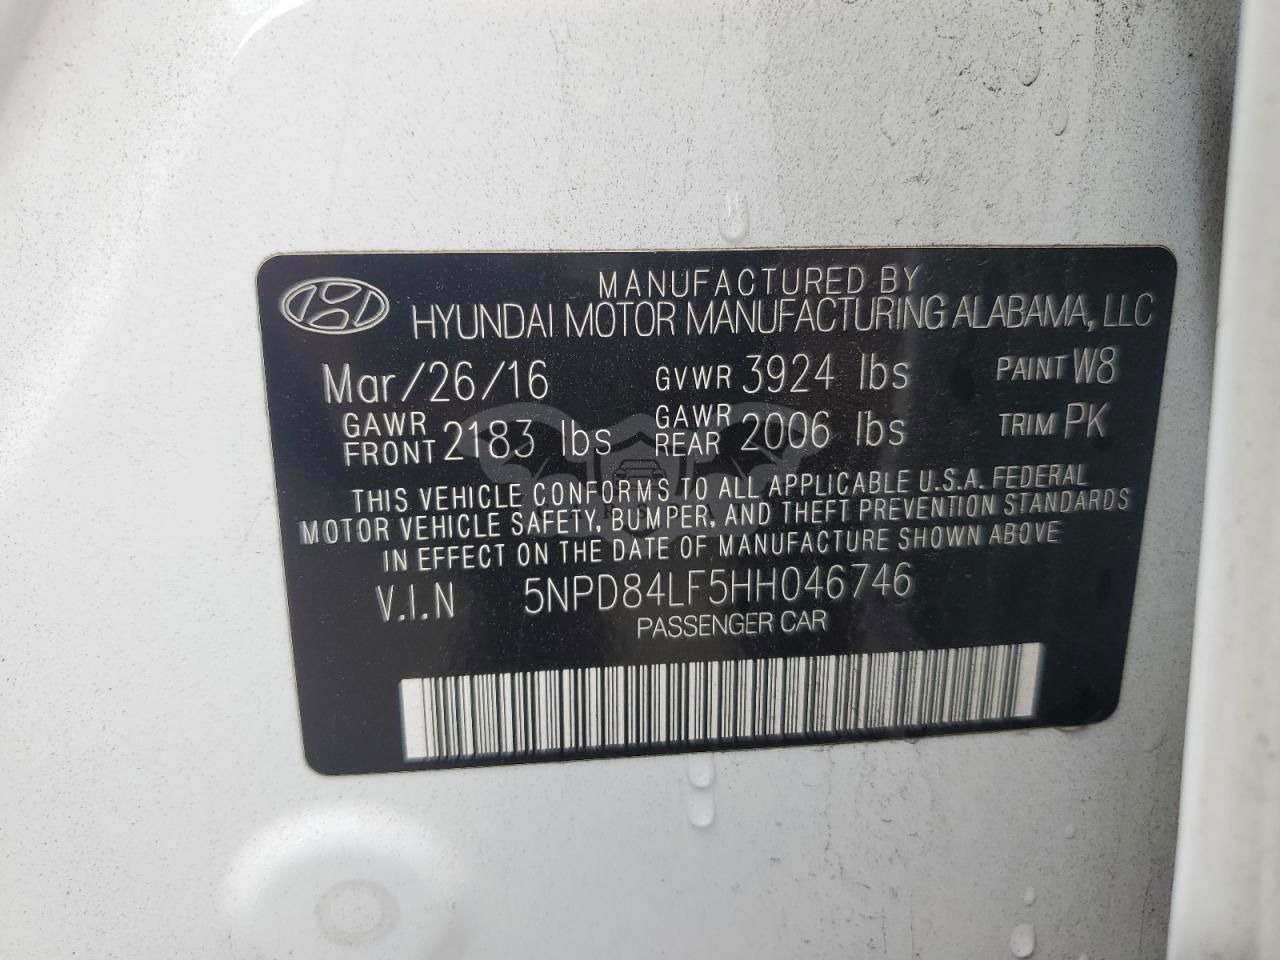 MANUFACTURED BY
HYUNDAI MOTOR MANUFACTURING ALABAMA, LLC
Mar/26/16 GVWR 3924 lbs PAINT W8
GAWR FRONT 2183 lbs GAWR REAR 2006 lbs TRIM PK
THIS VEHICLE CONFORMS TO ALL APPLICABLE U.S.A. FEDERAL
MOTOR VEHICLE SAFETY, BUMPER, AND THEFT PREVENTION STANDARDS
IN EFFECT ON THE DATE OF MANUFACTURE SHOWN ABOVE
V.I.N 5NPD84LF5HH046746
PASSENGER CAR